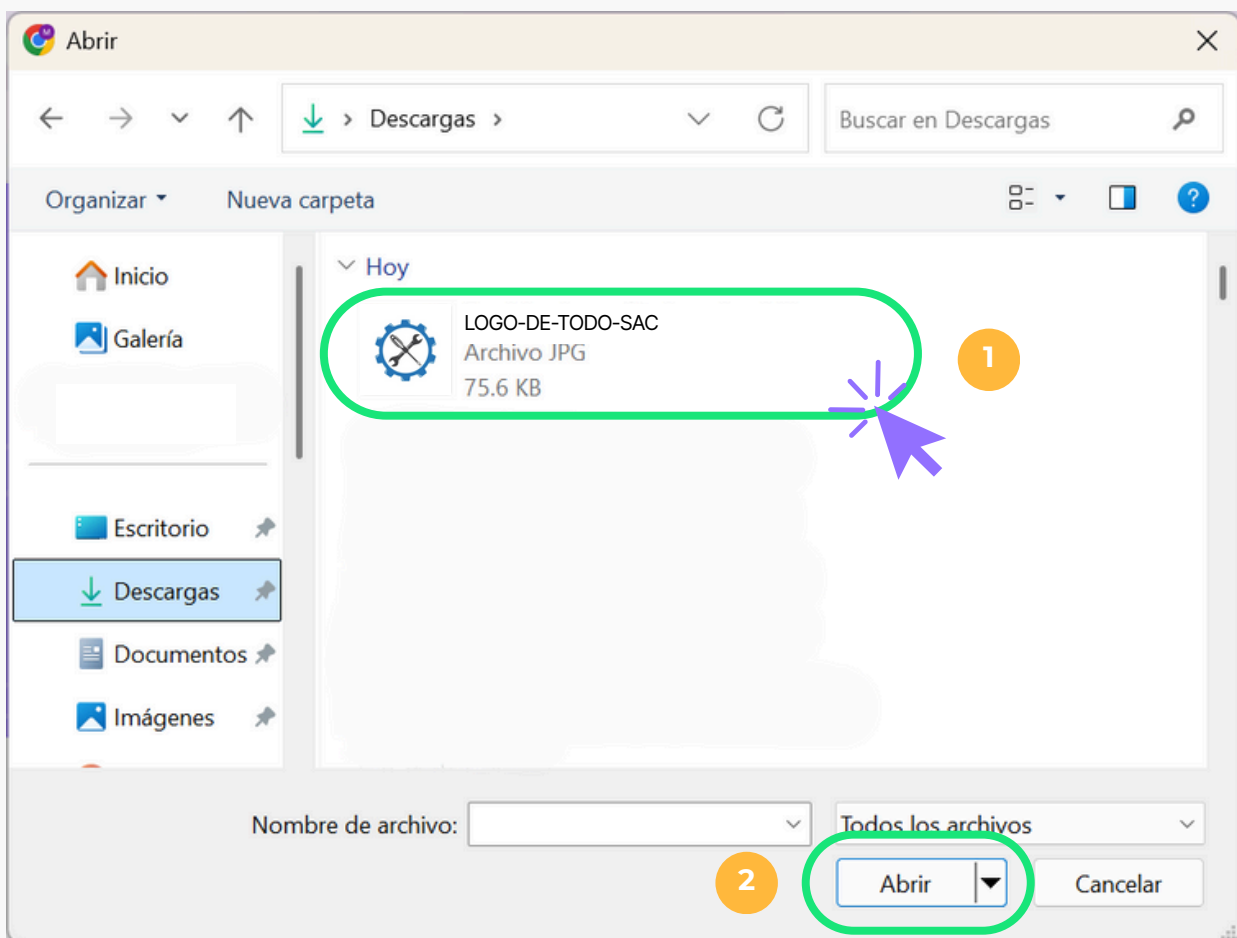 Abrir
Descargas
Buscar en Descargas
Organizar
Nueva carpeta
?
Inicio
Galería
Escritorio
Descargas
Documentos
Imágenes
Hoy
LOGO-DE-TODO-SAC
Archivo JPG
75.6 KB
1
Nombre de archivo:
Todos los archivos
2
Abrir
Cancelar